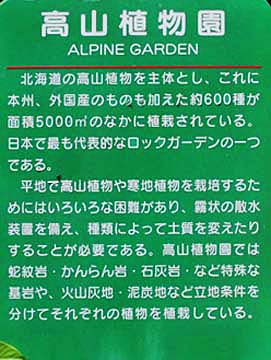 高山植物園
ALPINE GARDEN
北海道の高山植物を主体とし、これに
本州、外国産のものも加えた約600種が
面積5000㎡のなかに植栽されている。
日本で最も代表的なロックガーデンの一つ
である。
平地で高山植物や寒地植物を栽培するた
めにはいろいろな困難があり、霧状の散水
装置を備え、種類によって土質を変えたり
することが必要である。高山植物園では
蛇紋岩・かんらん岩・石灰岩・など特殊な
基岩や、火山灰地・泥炭地など立地条件を
分けてそれぞれの植物を植栽している。